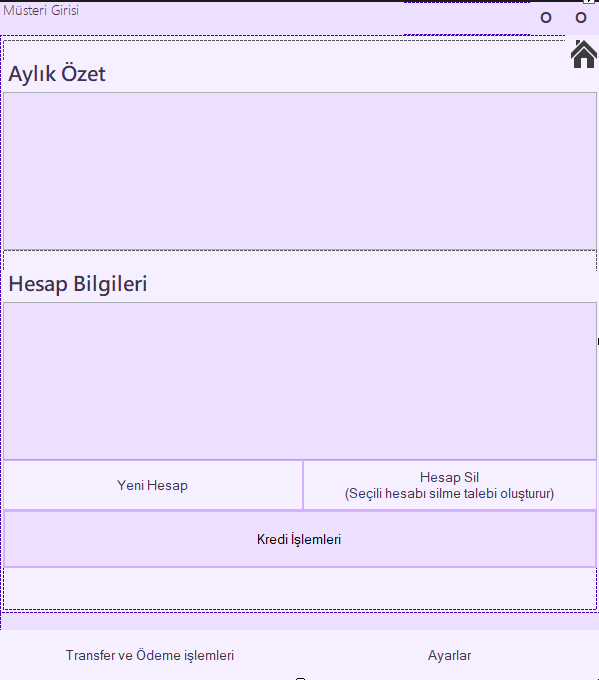 Müsteri Girisi
O O
Aylık Özet
Hesap Bilgileri
Yeni Hesap
Hesap Sil
(Seçili hesabı silme talebi oluşturur)
Kredi İşlemleri
Transfer ve Ödeme işlemleri
Ayarlar